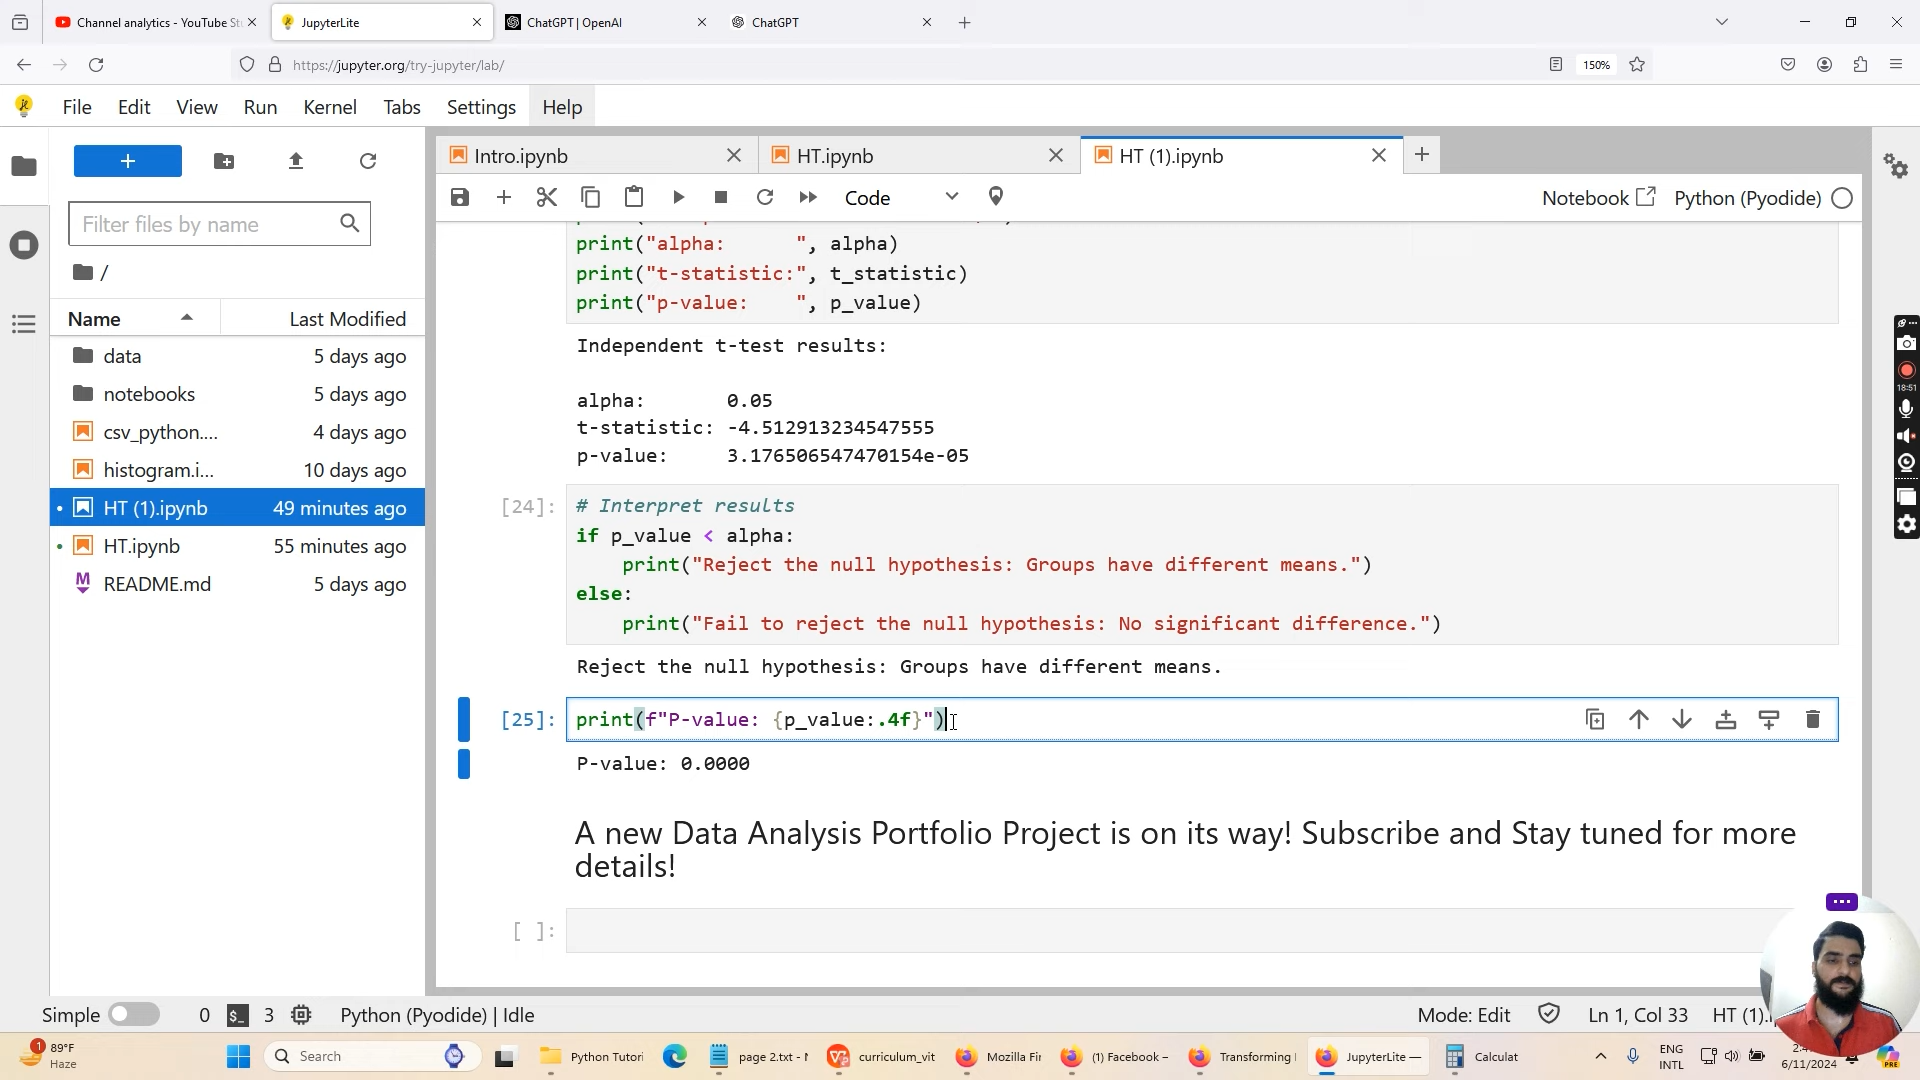 Channel analytics - YouTube St
JupyterLite
ChatGPT | OpenAI
ChatGPT
https://jupyter.org/try-jupyter/lab/
150%
File Edit View Run Kernel Tabs Settings Help
Intro.ipynb
HT.ipynb
HT (1).ipynb
Code
Notebook
Python (Pyodide)
Filter files by name
/
Name Last Modified
data 5 days ago
notebooks 5 days ago
csv_python.... 4 days ago
histogram.i... 10 days ago
HT (1).ipynb 49 minutes ago
HT.ipynb 55 minutes ago
README.md 5 days ago
print("alpha:      ", alpha)
print("t-statistic:", t_statistic)
print("p-value:    ", p_value)
Independent t-test results:
alpha:       0.05
t-statistic: -4.512913234547555
p-value:     3.176506547470154e-05
[24]: # Interpret results
if p_value < alpha:
    print("Reject the null hypothesis: Groups have different means.")
else:
    print("Fail to reject the null hypothesis: No significant difference.")
Reject the null hypothesis: Groups have different means.
[25]: print(f"P-value: {p_value:.4f}")
P-value: 0.0000
A new Data Analysis Portfolio Project is on its way! Subscribe and Stay tuned for more
details!
[ ]:
18:51
Simple 0 3 Python (Pyodide) | Idle
Mode: Edit Ln 1, Col 33 HT (1).
1 89°F
Haze
Search
Python Tutori
page 2.txt - N
curriculum_vit
Mozilla Fir
(1) Facebook –
Transforming
JupyterLite —
Calculat
ENG
INTL
6/11/2024
PRE